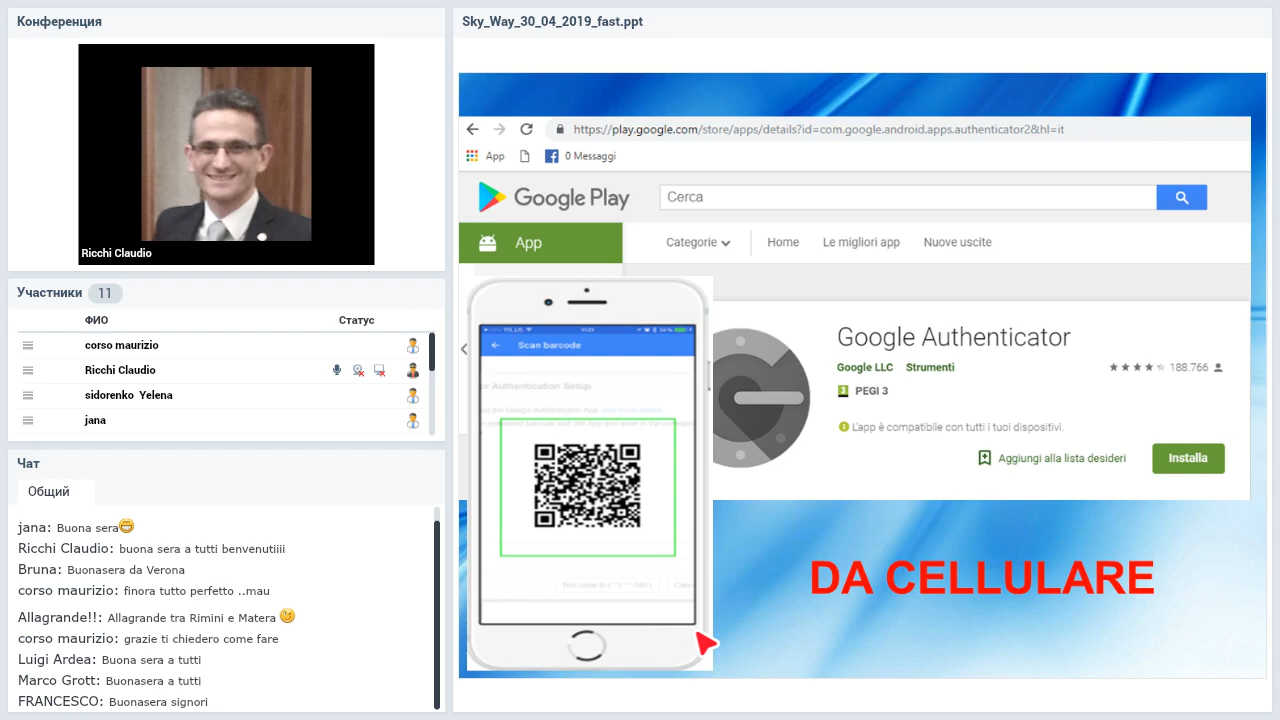 Конференция
Ricchi Claudio
Участники 11
ФИО Статус
corso maurizio
Ricchi Claudio
sidorenko Yelena
jana
Чат
Общий
jana: Buona sera
Ricchi Claudio: buona sera a tutti benvenutiiii
Bruna: Buonasera da Verona
corso maurizio: finora tutto perfetto ..mau
Allagrande!!: Allagrande tra Rimini e Matera
corso maurizio: grazie ti chiedero come fare
Luigi Ardea: Buona sera a tutti
Marco Grott: Buonasera a tutti
FRANCESCO: Buonasera signori
Sky_Way_30_04_2019_fast.ppt
https://play.google.com/store/apps/details?id=com.google.android.apps.authenticator2&hl=it
App 0 Messaggi
Google Play Cerca
App Categorie Home Le migliori app Nuove uscite
Scan barcode
or Authentication Setup
Google Authenticator
Google LLC Strumenti 188.766
3 PEGI 3
L'app è compatibile con tutti i tuoi dispositivi.
Aggiungi alla lista desideri Installa
DA CELLULARE